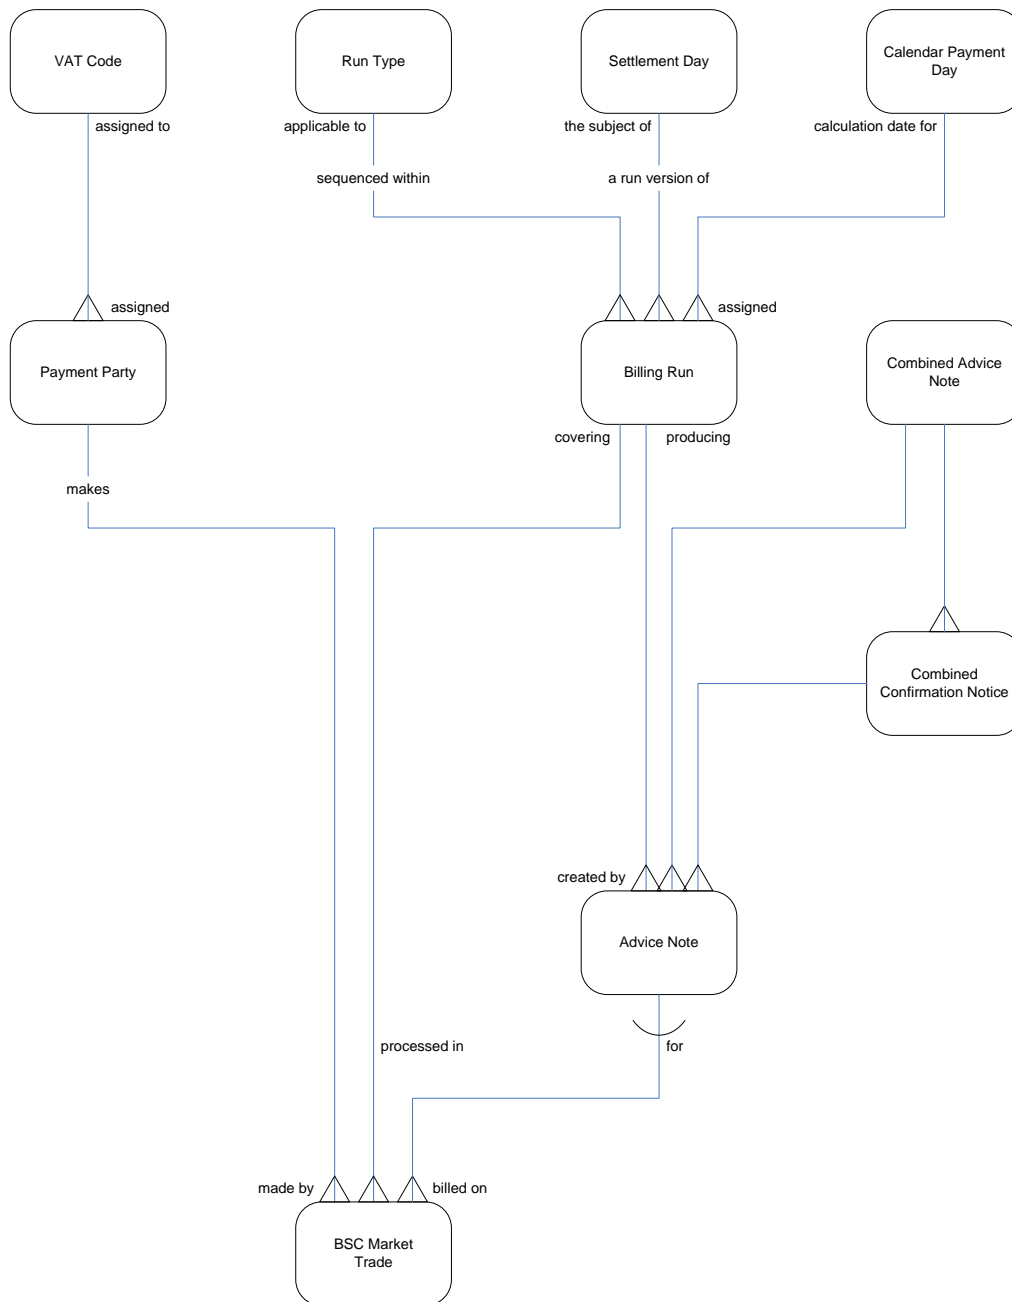 VAT Code
Run Type
Settlement Day
Calendar Payment
Day
assigned to
applicable to
the subject of
calculation date for
sequenced within
a run version of
assigned
assigned
Payment Party
Billing Run
Combined Advice
Note
covering
producing
makes
Combined
Confirmation Notice
created by
Advice Note
processed in
for
made by
billed on
BSC Market
Trade